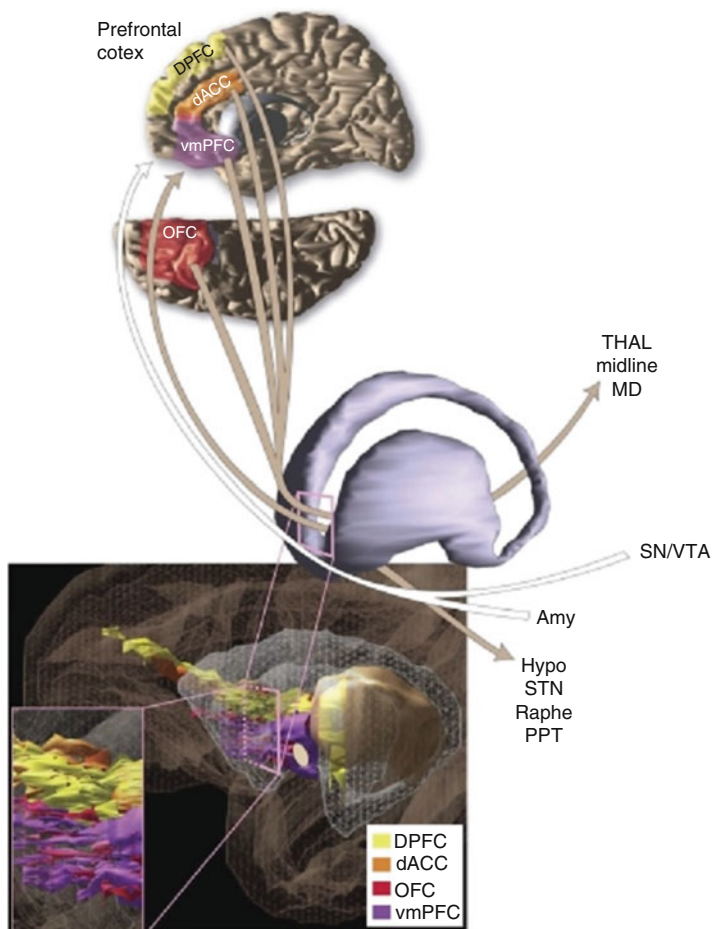 Prefrontal
cotex
DPFC
dACC
vmPFC
OFC
THAL
midline
MD
SN/VTA
Amy
Hypo
STN
Raphe
PPT
DPFC
dACC
OFC
vmPFC